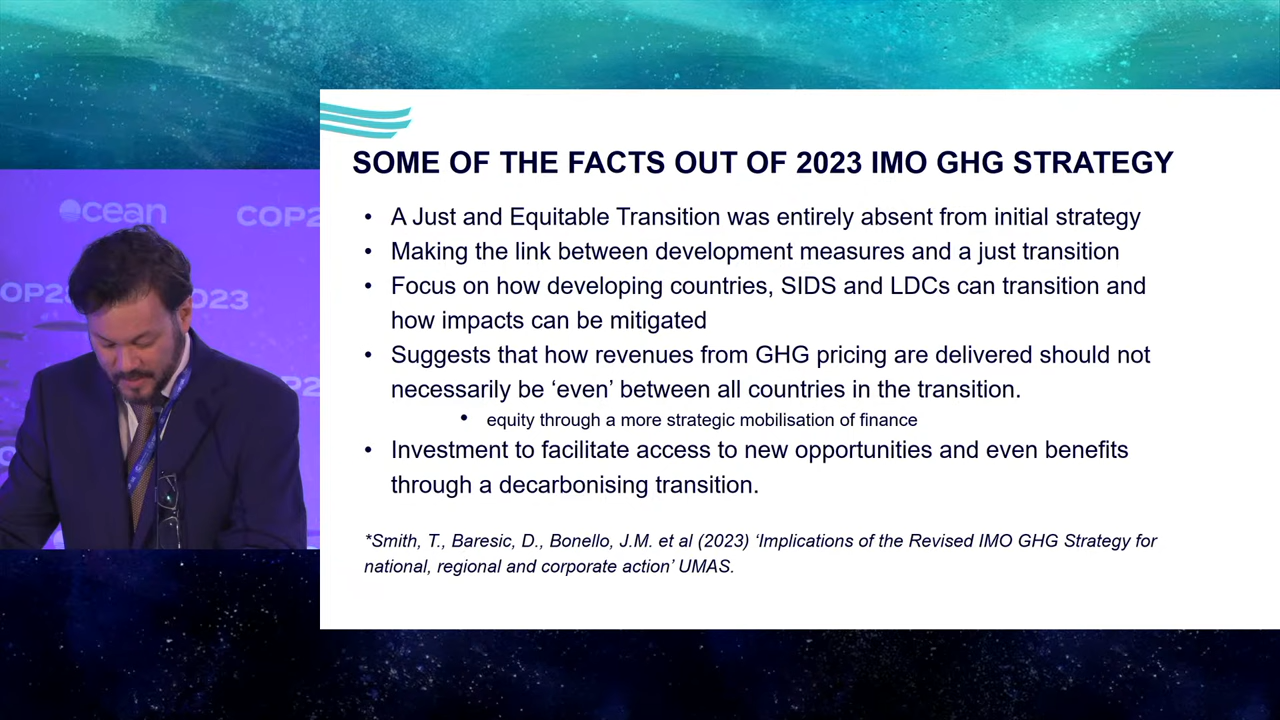 ocean
COP2
OP2
023
P2
SOME OF THE FACTS OUT OF 2023 IMO GHG STRATEGY
• A Just and Equitable Transition was entirely absent from initial strategy
• Making the link between development measures and a just transition
• Focus on how developing countries, SIDS and LDCs can transition and
how impacts can be mitigated
• Suggests that how revenues from GHG pricing are delivered should not
necessarily be ‘even’ between all countries in the transition.
• equity through a more strategic mobilisation of finance
• Investment to facilitate access to new opportunities and even benefits
through a decarbonising transition.
*Smith, T., Baresic, D., Bonello, J.M. et al (2023) ‘Implications of the Revised IMO GHG Strategy for
national, regional and corporate action’ UMAS.